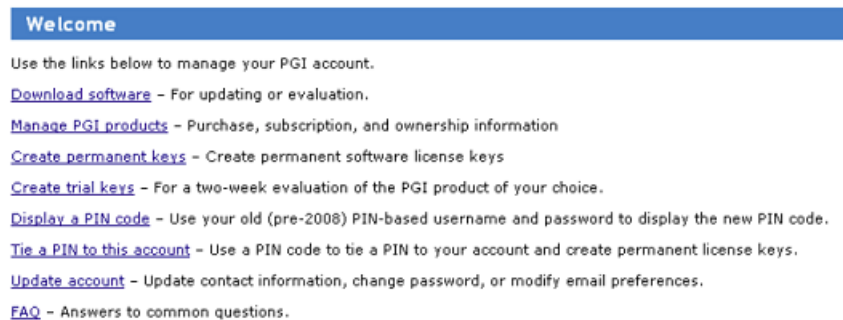 Welcome
Use the links below to manage your PGI account.
Download software – For updating or evaluation.
Manage PGI products – Purchase, subscription, and ownership information
Create permanent keys – Create permanent software license keys
Create trial keys – For a two-week evaluation of the PGI product of your choice.
Display a PIN code – Use your old (pre-2008) PIN-based username and password to display the new PIN code.
Tie a PIN to this account – Use a PIN code to tie a PIN to your account and create permanent license keys.
Update account – Update contact information, change password, or modify email preferences.
FAQ – Answers to common questions.